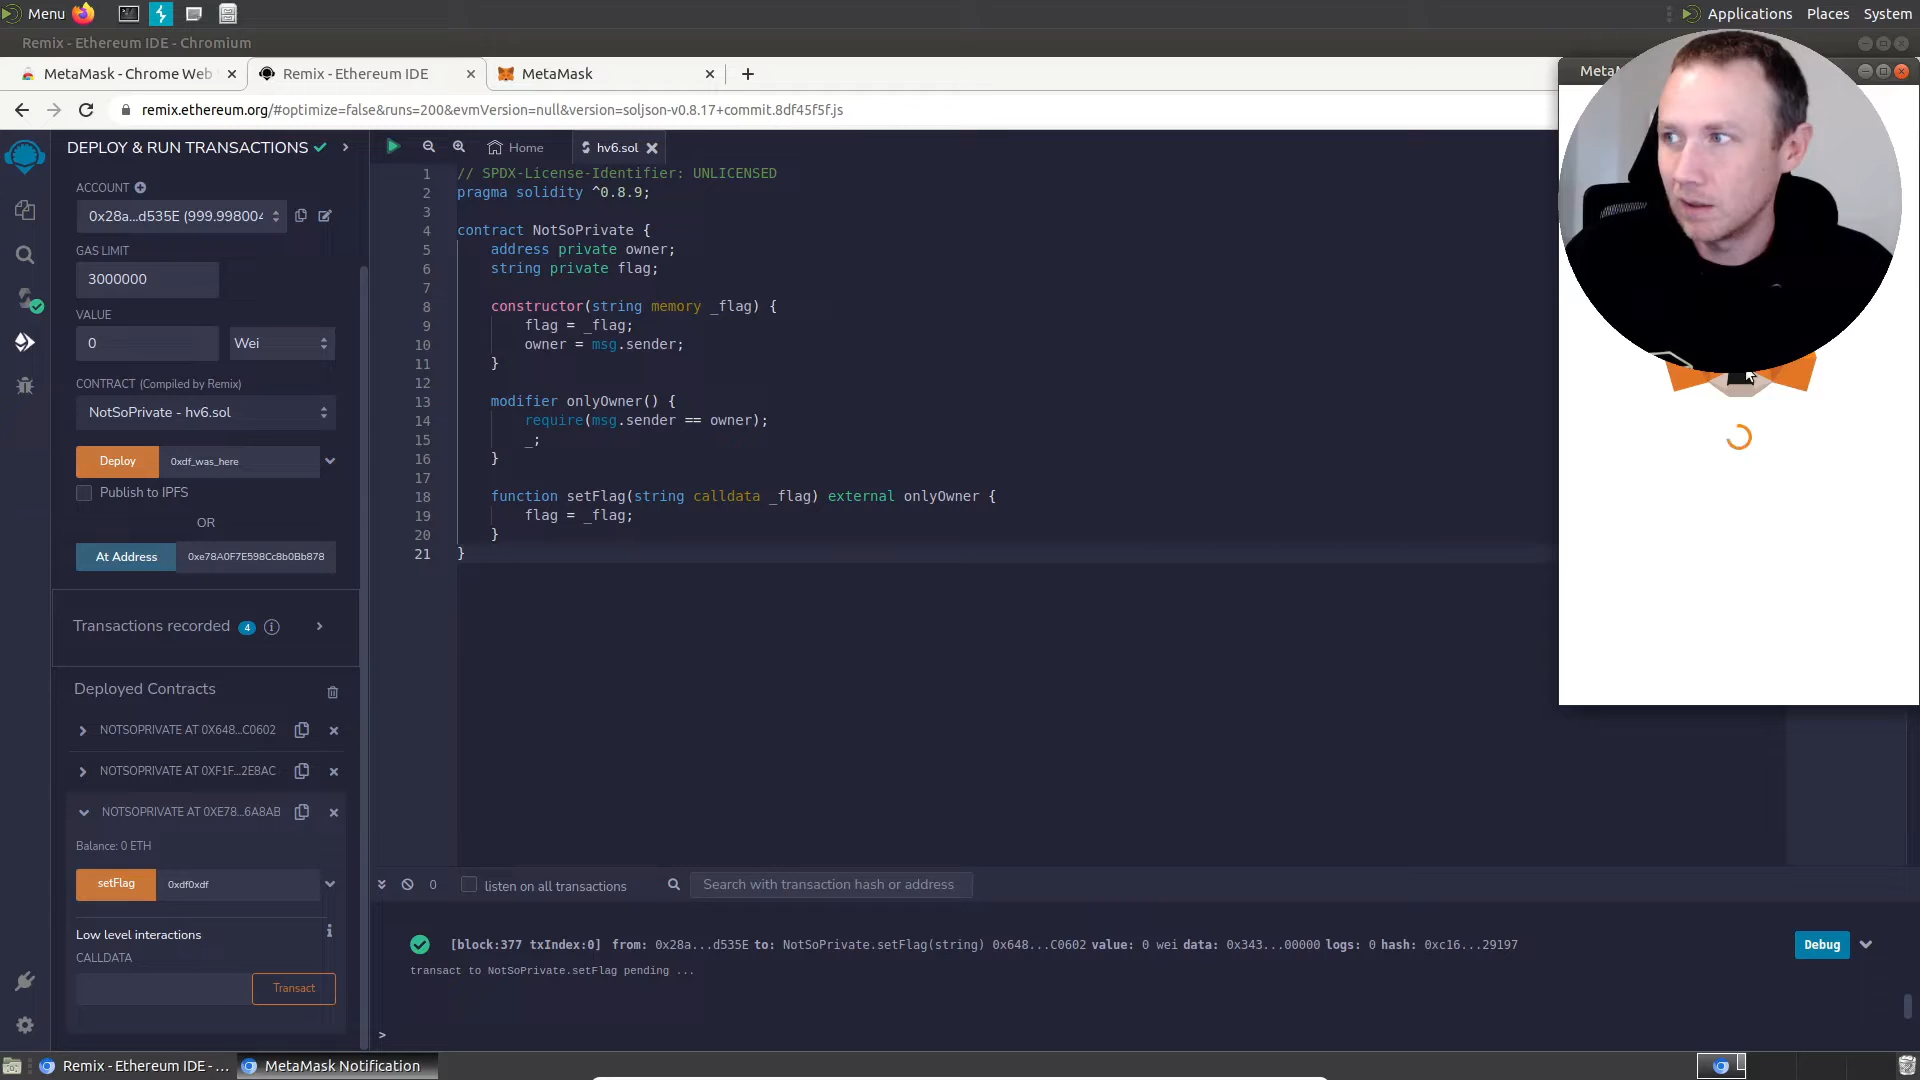 Menu
Applications Places System
Remix - Ethereum IDE - Chromium
MetaMask - Chrome Web
Remix - Ethereum IDE
MetaMask
remix.ethereum.org/#optimize=false&runs=200&evmVersion=null&version=soljson-v0.8.17+commit.8df45f5f.js
DEPLOY & RUN TRANSACTIONS
Home
hv6.sol
ACCOUNT
0x28a...d535E (999.998004
GAS LIMIT
3000000
VALUE
0
Wei
CONTRACT (Compiled by Remix)
NotSoPrivate - hv6.sol
Deploy
0xdf_was_here
Publish to IPFS
OR
At Address
0xe78A0F7E598Cc8b0Bb878
Transactions recorded 4 i
Deployed Contracts
NOTSOPRIVATE AT 0X648...C0602
NOTSOPRIVATE AT 0XF1F...2E8AC
NOTSOPRIVATE AT 0XE78...6A8AB
Balance: 0 ETH
setFlag
0xdf0xdf
Low level interactions
i
CALLDATA
Transact
1 // SPDX-License-Identifier: UNLICENSED
2 pragma solidity ^0.8.9;
3
4 contract NotSoPrivate {
5 address private owner;
6 string private flag;
7
8 constructor(string memory _flag) {
9 flag = _flag;
10 owner = msg.sender;
11 }
12
13 modifier onlyOwner() {
14 require(msg.sender == owner);
15 _;
16 }
17
18 function setFlag(string calldata _flag) external onlyOwner {
19 flag = _flag;
20 }
21 }
0
listen on all transactions
Search with transaction hash or address
[block:377 txIndex:0] from: 0x28a...d535E to: NotSoPrivate.setFlag(string) 0x648...C0602 value: 0 wei data: 0x343...00000 logs: 0 hash: 0xc16...29197
Debug
transact to NotSoPrivate.setFlag pending ...
>
Remix - Ethereum IDE - ...
MetaMask Notification